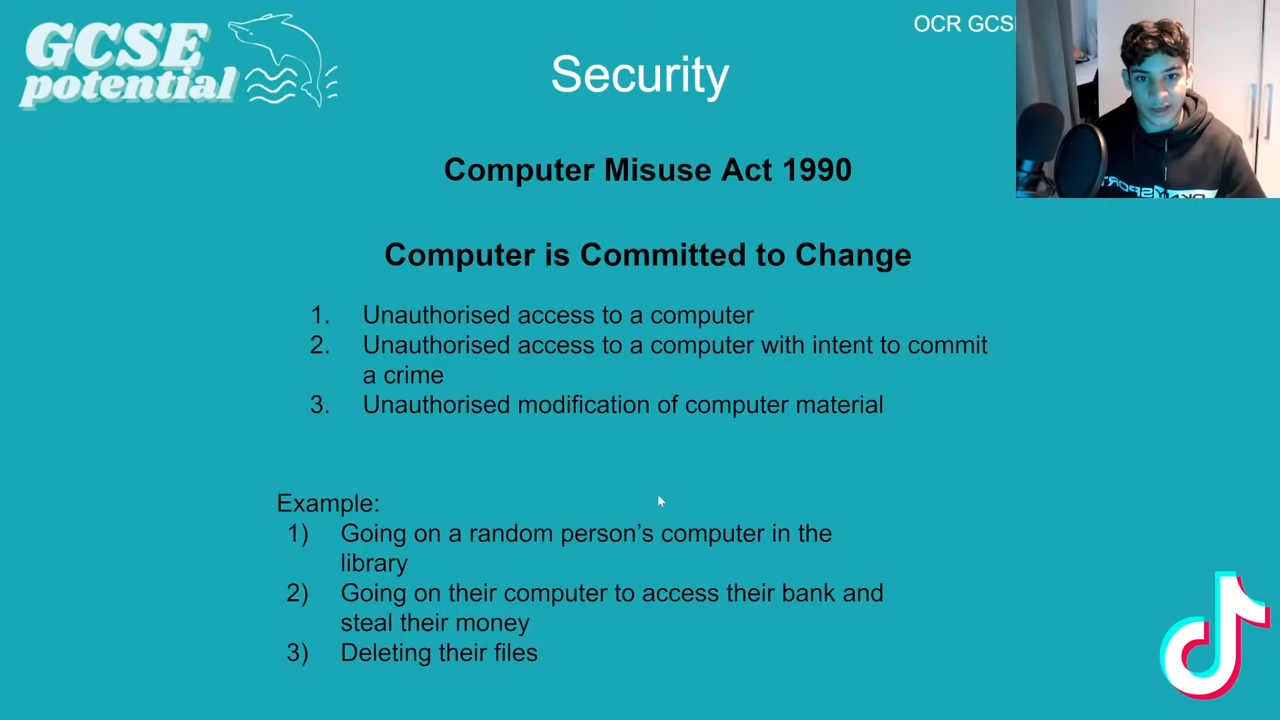 GCSE
potential
OCR GCSE
Security
Computer Misuse Act 1990
Computer is Committed to Change
1. Unauthorised access to a computer
2. Unauthorised access to a computer with intent to commit
a crime
3. Unauthorised modification of computer material
Example:
1) Going on a random person's computer in the
library
2) Going on their computer to access their bank and
steal their money
3) Deleting their files